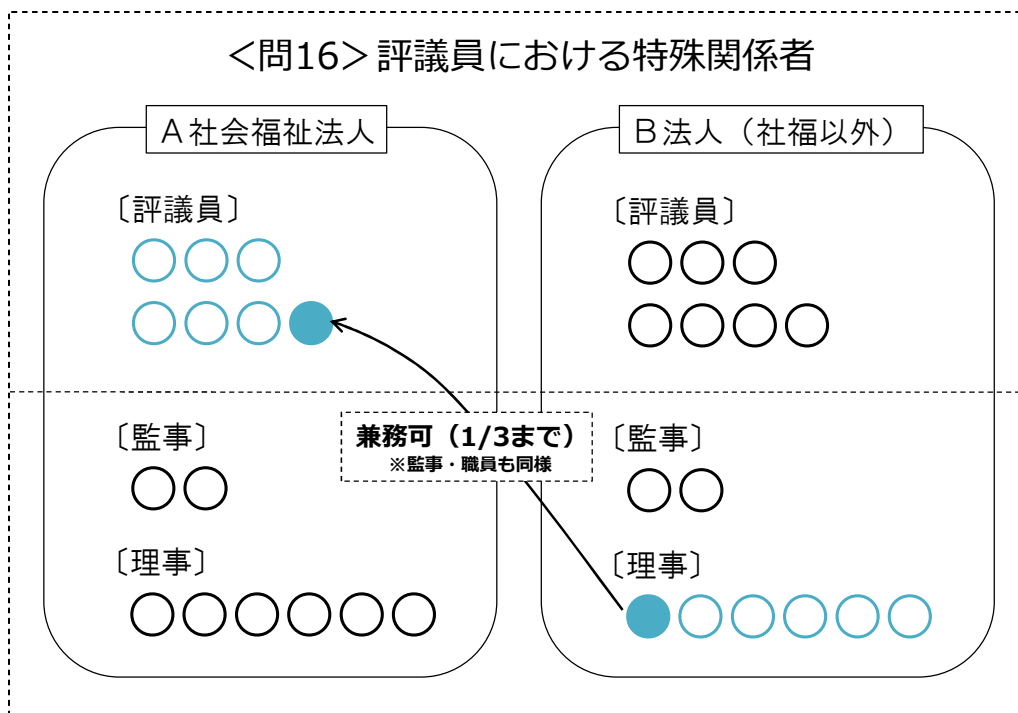 ＜問16＞評議員における特殊関係者
Ａ社会福祉法人
Ｂ法人（社福以外）
〔評議員〕
〔評議員〕
兼務可（1/3まで）
※監事・職員も同様
〔監事〕
〔監事〕
〔理事〕
〔理事〕